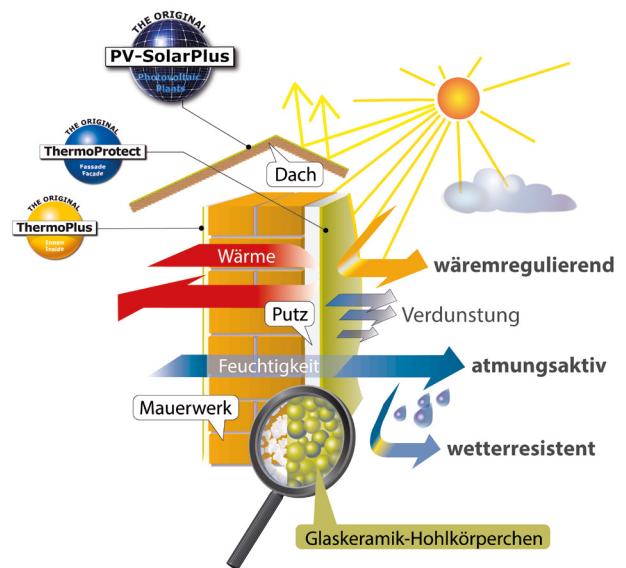 THE ORIGINAL
PV-SolarPlus
Photovoltaic
Plants
THE ORIGINAL
ThermoProtect
Fassade
Facade
Dach
THE ORIGINAL
ThermoPlus
Innen
Inside
Wärme
wäremregulierend
Putz
Verdunstung
Feuchtigkeit
atmungsaktiv
Mauerwerk
wetterresistent
Glaskeramik-Hohlkörperchen